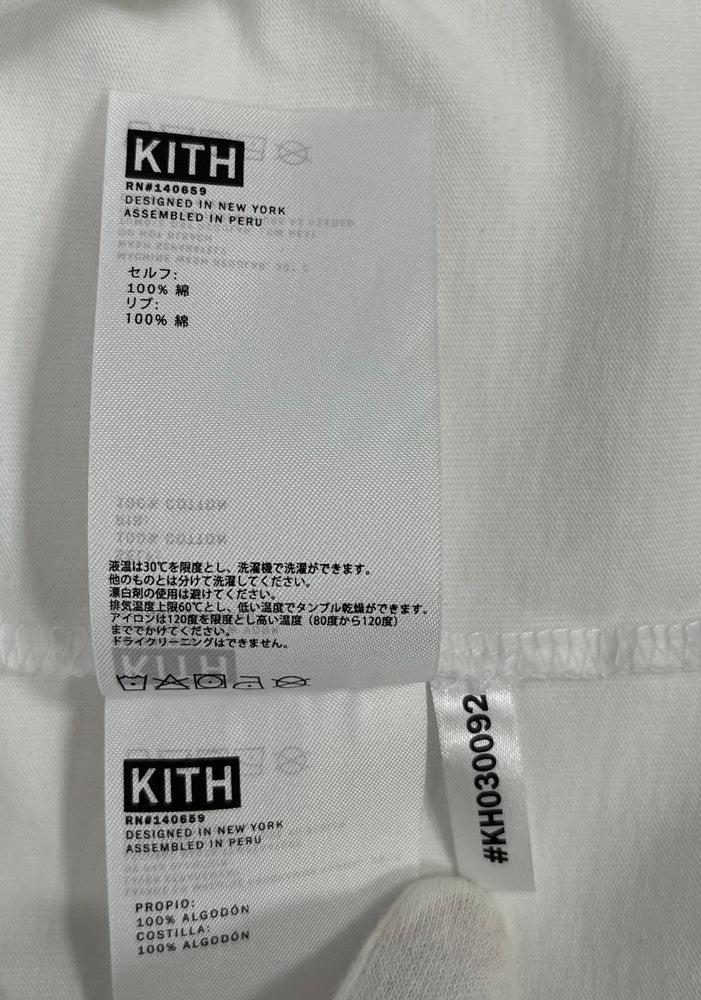 KITH
RN#140659
DESIGNED IN NEW YORK
ASSEMBLED IN PERU
セルフ:
100% 綿
リブ:
100% 綿
100% COTTON
RIB:
100% COTTON
SELF:
液温は30℃を限度とし、洗濯機で洗濯ができます。
他のものとは分けて洗濯してください。
漂白剤の使用は避けてください。
排気温度上限60℃とし、低い温度でタンブル乾燥ができます。
アイロンは120度を限度とし高い温度（80度から120度）
まででかけてください。
ドライクリーニングはできません。
KITH
#KH030092
KITH
RN#140659
DESIGNED IN NEW YORK
ASSEMBLED IN PERU
PROPIO:
100% ALGODÓN
COSTILLA:
100% ALGODÓN